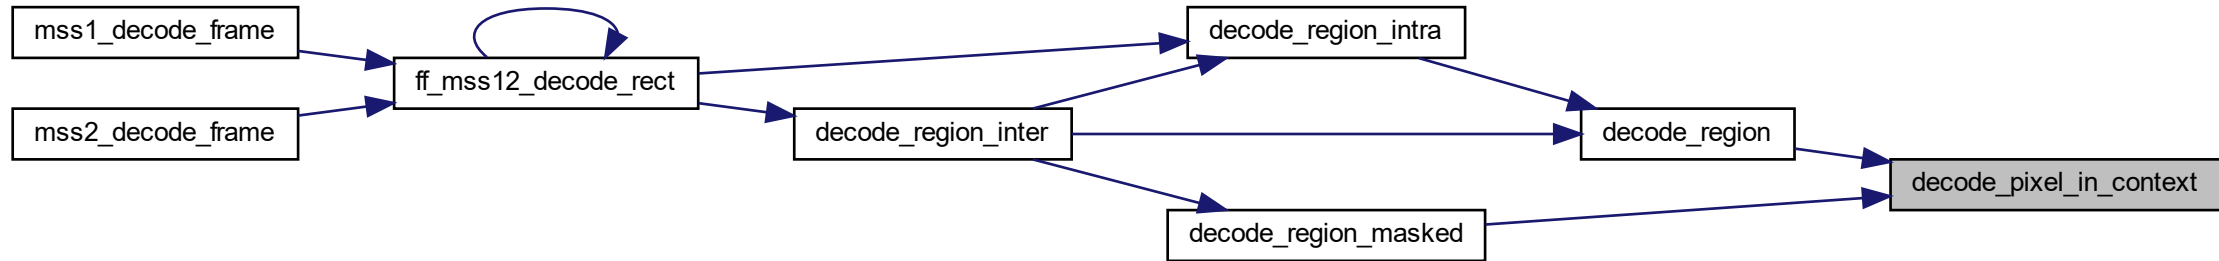 mss1_decode_frame
mss2_decode_frame
ff_mss12_decode_rect
decode_region_inter
decode_region_intra
decode_region_masked
decode_region
decode_pixel_in_context